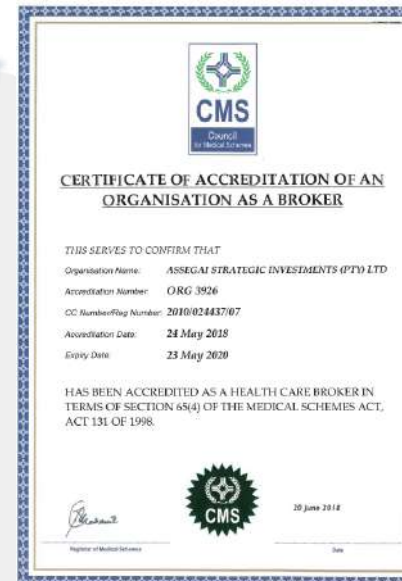 CMS
Council
for Medical Schemes
CERTIFICATE OF ACCREDITATION OF AN
ORGANISATION AS A BROKER
THIS SERVES TO CONFIRM THAT
Organisation Name: ASSEGAI STRATEGIC INVESTMENTS (PTY) LTD
Accreditation Number: ORG 3926
CC Number/Reg Number: 2010/024437/07
Accreditation Date: 24 May 2018
Expiry Date: 23 May 2020
HAS BEEN ACCREDITED AS A HEALTH CARE BROKER IN
TERMS OF SECTION 65(4) OF THE MEDICAL SCHEMES ACT,
ACT 131 OF 1998.
CMS
20 June 2018
Registrar of Medical Schemes
Date